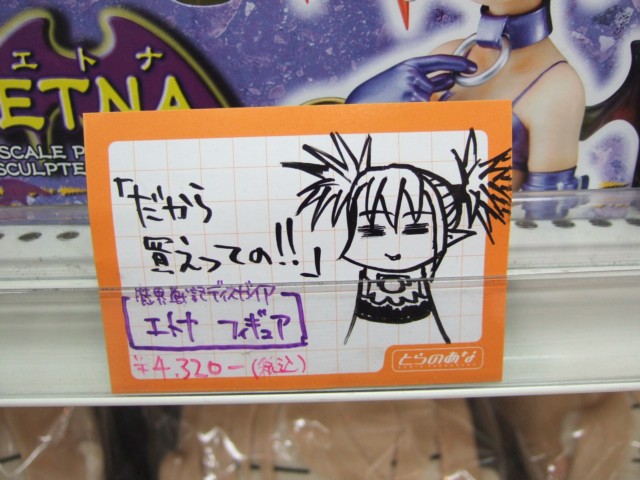 エトナ
ETNA
SCALE P
SCULPTE
「だから
買えっての!!」
魔界戦記ディスガイア
エトナ フィギュア
¥4.320-(税込)
とらのあな